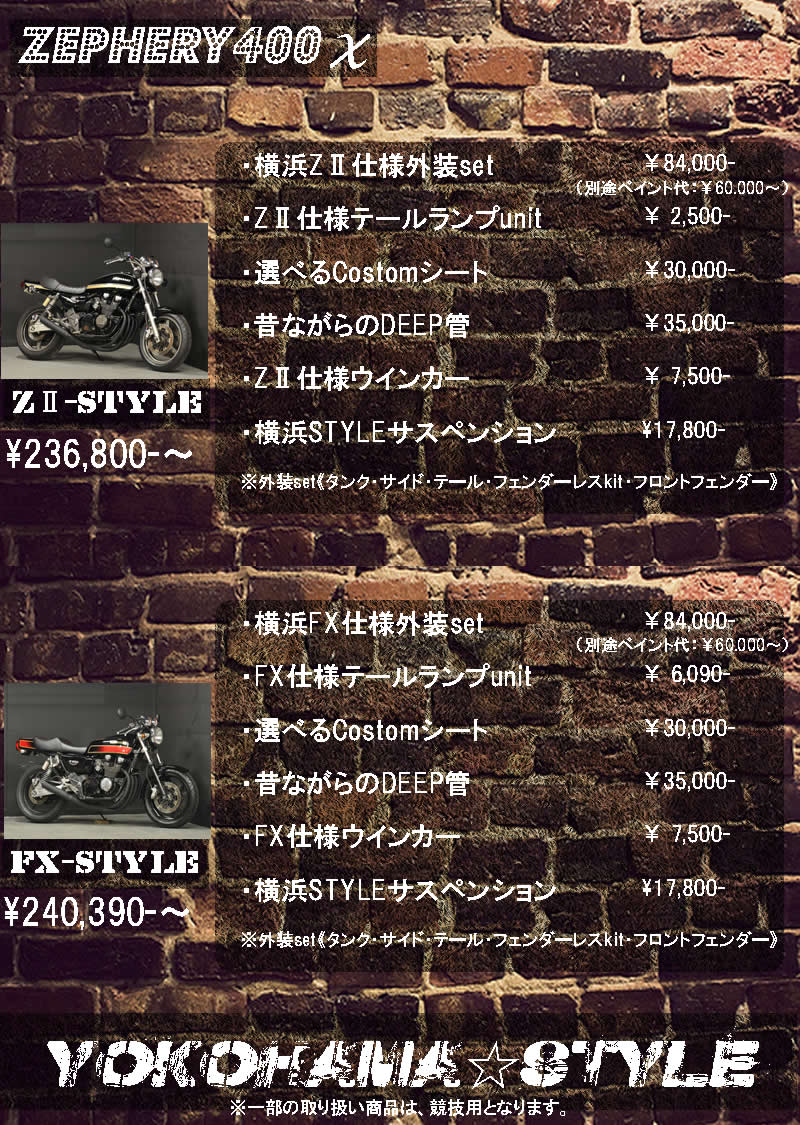 ZEPHERY400 χ
・横浜ZⅡ仕様外装set ￥84,000-
（別途ペイント代：￥60.000～）
・ZⅡ仕様テールランプunit ￥ 2,500-
・選べるCostomシート ￥30,000-
・昔ながらのDEEP管 ￥35,000-
・ZⅡ仕様ウインカー ￥ 7,500-
・横浜STYLEサスペンション ¥17,800-
※外装set《タンク・サイド・テール・フェンダーレスkit・フロントフェンダー》
ZⅡ-STYLE
¥236,800-～
・横浜FX仕様外装set ￥84,000-
（別途ペイント代：￥60.000～）
・FX仕様テールランプunit ￥ 6,090-
・選べるCostomシート ￥30,000-
・昔ながらのDEEP管 ￥35,000-
・FX仕様ウインカー ￥ 7,500-
・横浜STYLEサスペンション ¥17,800-
※外装set《タンク・サイド・テール・フェンダーレスkit・フロントフェンダー》
FX-STYLE
¥240,390-～
YOKOHAMA☆STYLE
※一部の取り扱い商品は、競技用となります。